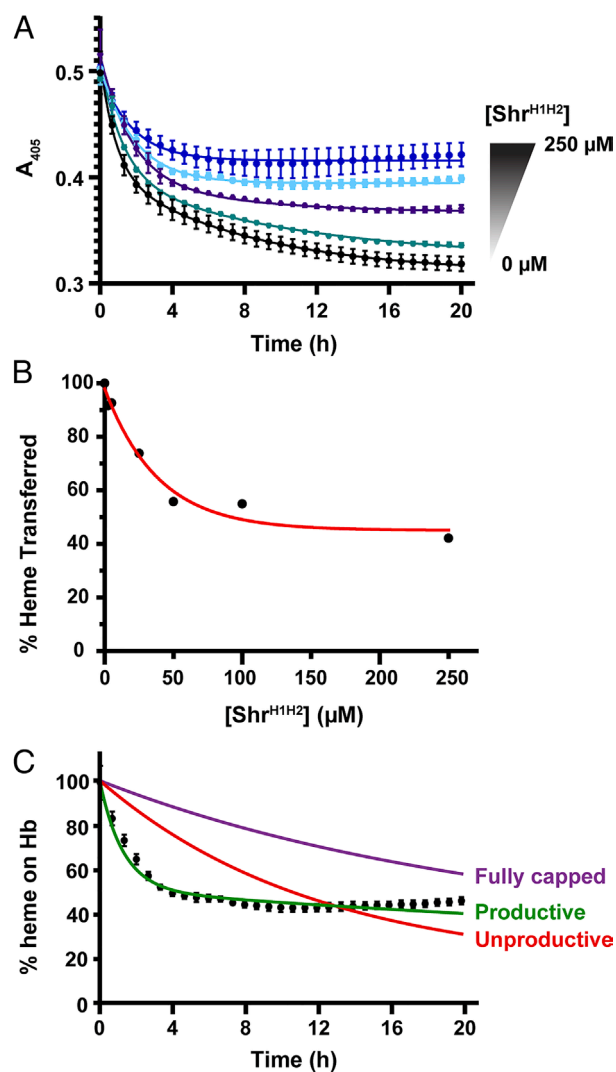 A
0.5
0.4
0.3
A405
0 4 8 12 16 20
Time (h)
[ShrH1H2]
250 µM
0 µM
B
100
80
60
40
20
0
% Heme Transferred
0 50 100 150 200 250
[ShrH1H2] (µM)
C
100
80
60
40
20
0
% heme on Hb
Fully capped
Productive
Unproductive
0 4 8 12 16 20
Time (h)